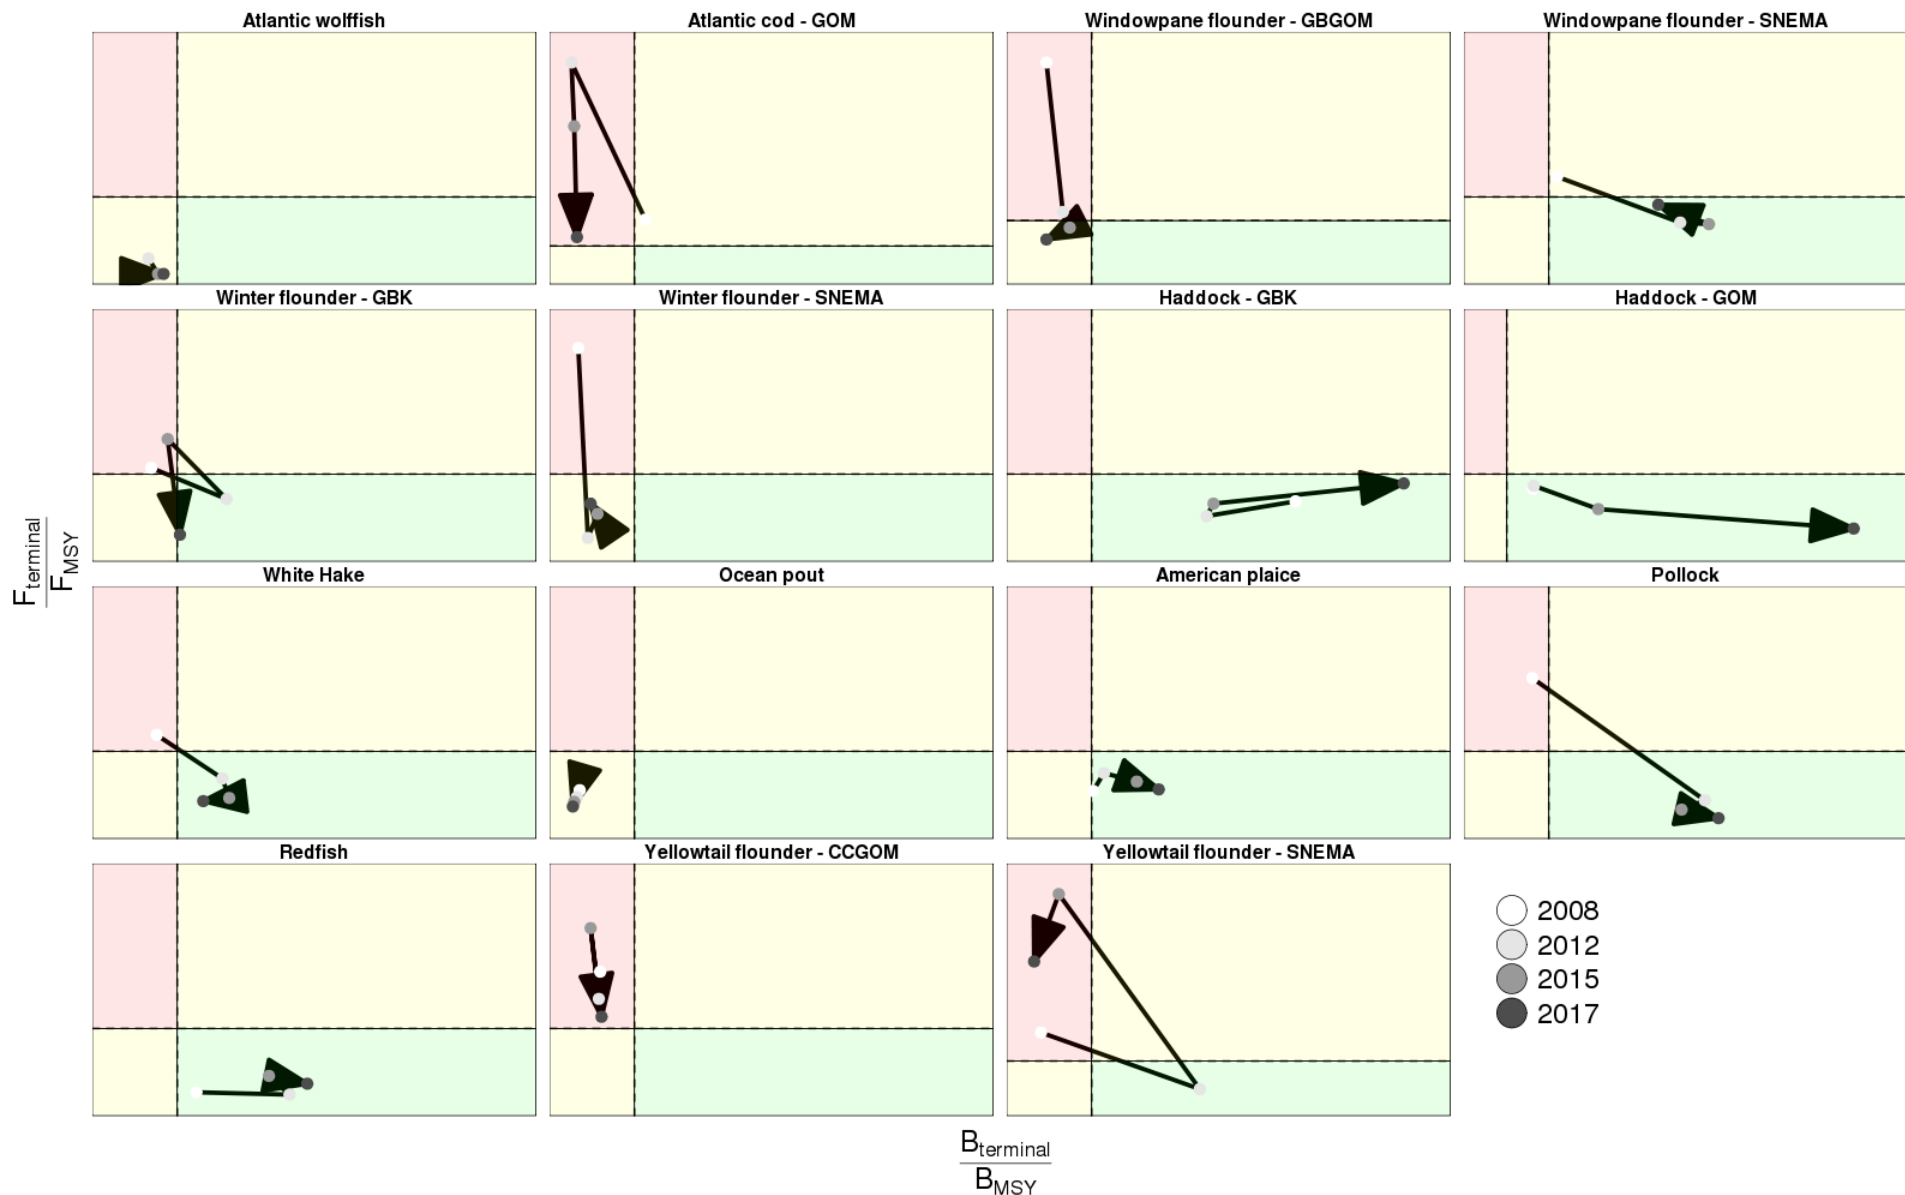 Atlantic wolffish
Atlantic cod - GOM
Windowpane flounder - GBGOM
Windowpane flounder - SNEMA
Winter flounder - GBK
Winter flounder - SNEMA
Haddock - GBK
Haddock - GOM
White Hake
Ocean pout
American plaice
Pollock
Redfish
Yellowtail flounder - CCGOM
Yellowtail flounder - SNEMA
2008
2012
2015
2017
Fterminal
FMSY
Bterminal
BMSY